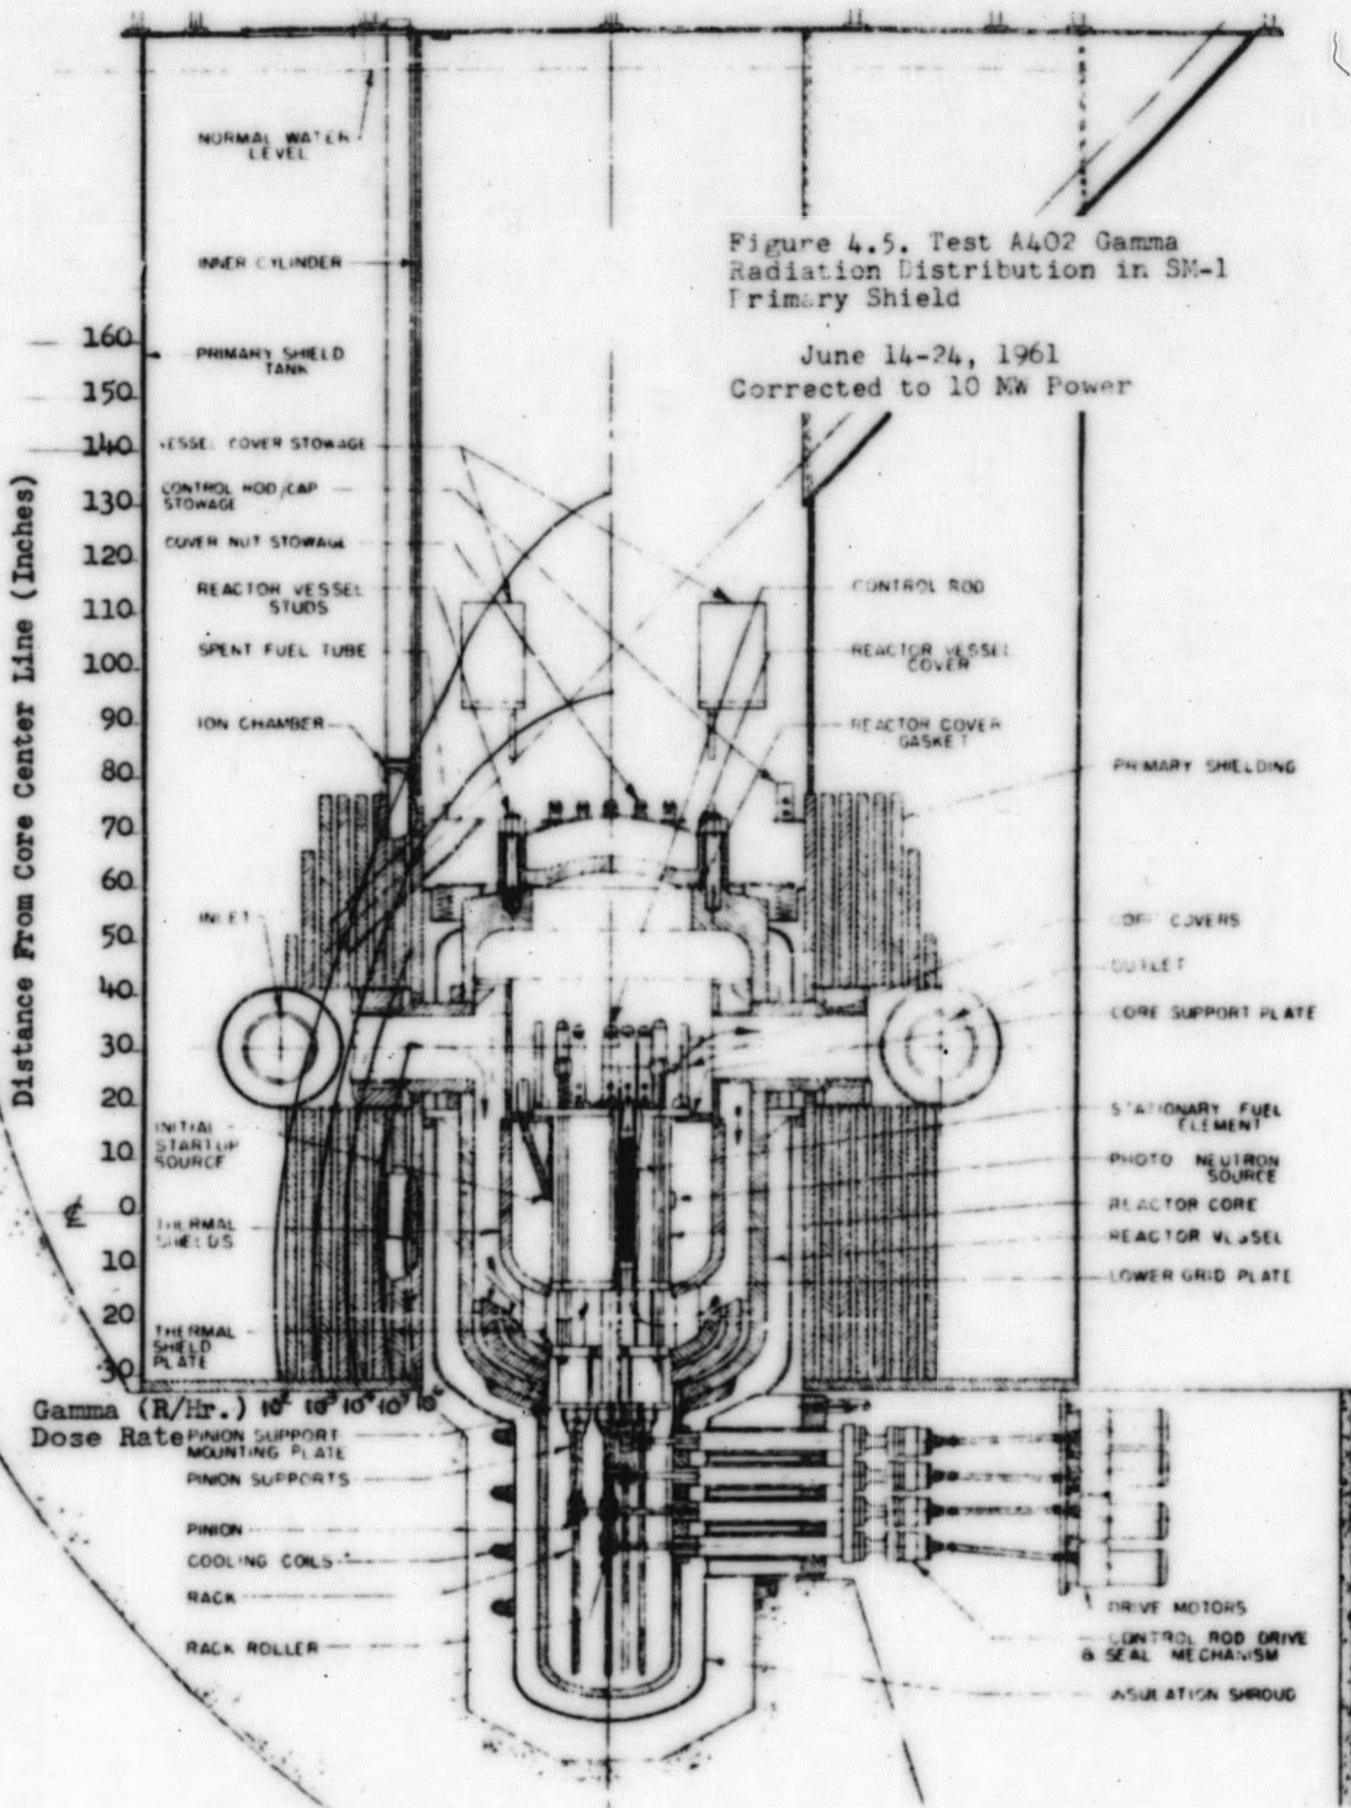 NORMAL WATER
LEVEL
INNER CYLINDER
PRIMARY SHIELD
TANK
VESSEL COVER STOWAGE
CONTROL ROD/CAP
STOWAGE
COVER NUT STOWAGE
REACTOR VESSEL
STUDS
SPENT FUEL TUBE
ION CHAMBER
INLET
INITIAL
STARTUP
SOURCE
THERMAL
SHIELDS
THERMAL
SHIELD
PLATE
Distance From Core Center Line (Inches)
160
150
140
130
120
110
100
90
80
70
60
50
40
30
20
10
℄ 0
10
20
30
Gamma (R/Hr.) 10² 10³ 10⁴ 10⁵ 10⁶
Dose Rate
PINION SUPPORT
MOUNTING PLATE
PINION SUPPORTS
PINION
COOLING COILS
RACK
RACK ROLLER
Figure 4.5. Test A402 Gamma
Radiation Distribution in SM-1
Primary Shield
June 14-24, 1961
Corrected to 10 MW Power
CONTROL ROD
REACTOR VESSEL
COVER
REACTOR COVER
GASKET
PRIMARY SHIELDING
COVERS
OUTLET
CORE SUPPORT PLATE
STATIONARY FUEL
ELEMENT
PHOTO NEUTRON
SOURCE
REACTOR CORE
REACTOR VESSEL
LOWER GRID PLATE
DRIVE MOTORS
CONTROL ROD DRIVE
& SEAL MECHANISM
INSULATION SHROUD